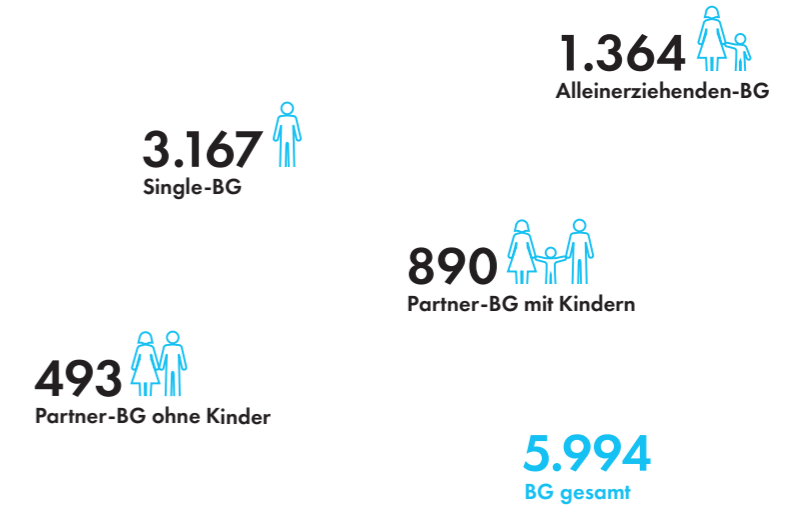 1.364
Alleinerziehenden-BG
3.167
Single-BG
890
Partner-BG mit Kindern
493
Partner-BG ohne Kinder
5.994
BG gesamt